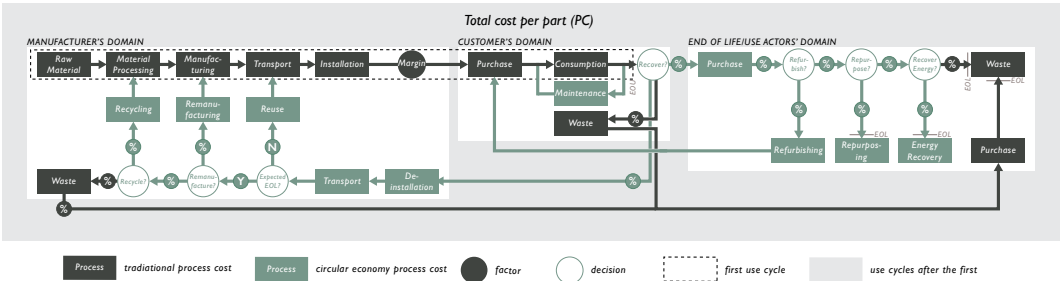 Total cost per part (PC)
MANUFACTURER'S DOMAIN
CUSTOMER'S DOMAIN
END OF LIFE/USE ACTORS' DOMAIN
Raw
Material
Material
Processing
Manufac-
turing
Transport
Installation
Margin
Purchase
Consumption
Recover?
%
Purchase
%
Refur-
bish?
%
Repur-
pose?
%
Recover
Energy?
%
EOL
Waste
EOL
Maintenance
EOU
Recycling
Remanu-
facturing
Reuse
Waste
%
%
%
%
EOL
EOL
%
%
N
Refurbishing
Repurpos-
ing
Energy
Recovery
Purchase
Waste
%
Recycle?
%
Remanu-
facture?
Y
Expected
EOL?
Transport
De-
installation
%
%
Process
tradiational process cost
Process
circular economy process cost
factor
decision
first use cycle
use cycles after the first